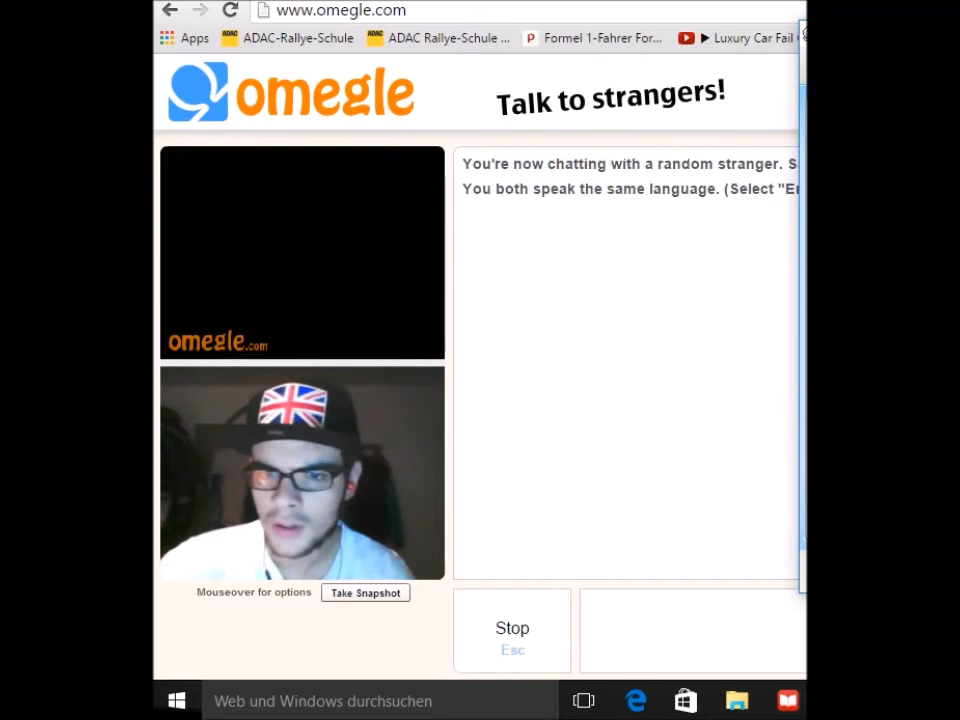 www.omegle.com
Apps ADAC-Rallye-Schule ADAC Rallye-Schule ... Formel 1-Fahrer For... ► Luxury Car Fail
omegle Talk to strangers!
You're now chatting with a random stranger. S
You both speak the same language. (Select "En
omegle.com
Mouseover for options Take Snapshot
Stop
Esc
Web und Windows durchsuchen